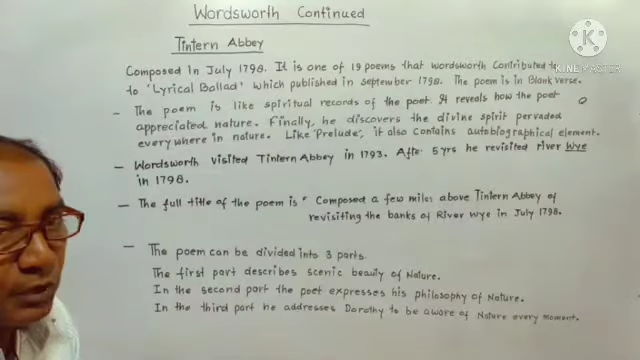 Wordsworth Continued
Tintern Abbey
Composed in July 1798. It is one of 19 poems that wordsworth Contributed to
to 'Lyrical Ballad' which published in september 1798. The poem is in Blank verse.
- The poem is like spiritual records of the poet. It reveals how the poet
appreciated nature. Finally, he discovers the divine spirit pervaded
everywhere in nature. Like 'Prelude', it also contains autobiographical element.
- Wordsworth visited Tintern Abbey in 1793. After 5 yrs he revisited river Wye
in 1798.
- The full title of the poem is " Composed a few miles above Tintern Abbey of
revisiting the banks of River Wye in July 1798.
- The poem can be divided into 3 parts.
The first part describes scenic beauty of Nature.
In the second part the poet expresses his philosophy of Nature.
In the third part he addresses Dorothy to be aware of Nature every moment.
KINEMASTER